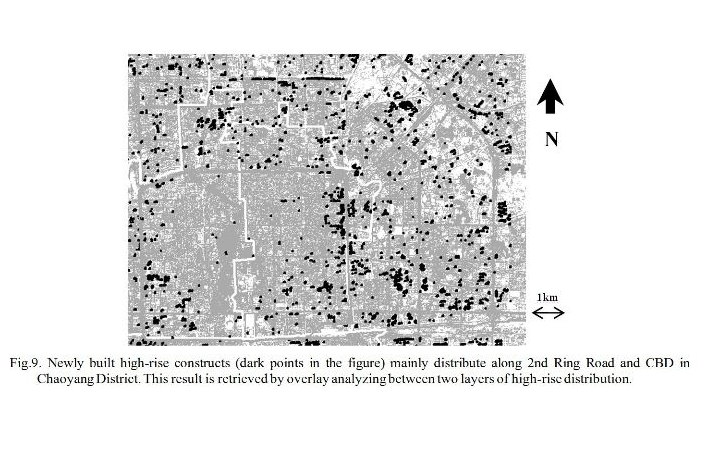 N
1km
Fig.9. Newly built high-rise constructs (dark points in the figure) mainly distribute along 2nd Ring Road and CBD in
Chaoyang District. This result is retrieved by overlay analyzing between two layers of high-rise distribution.